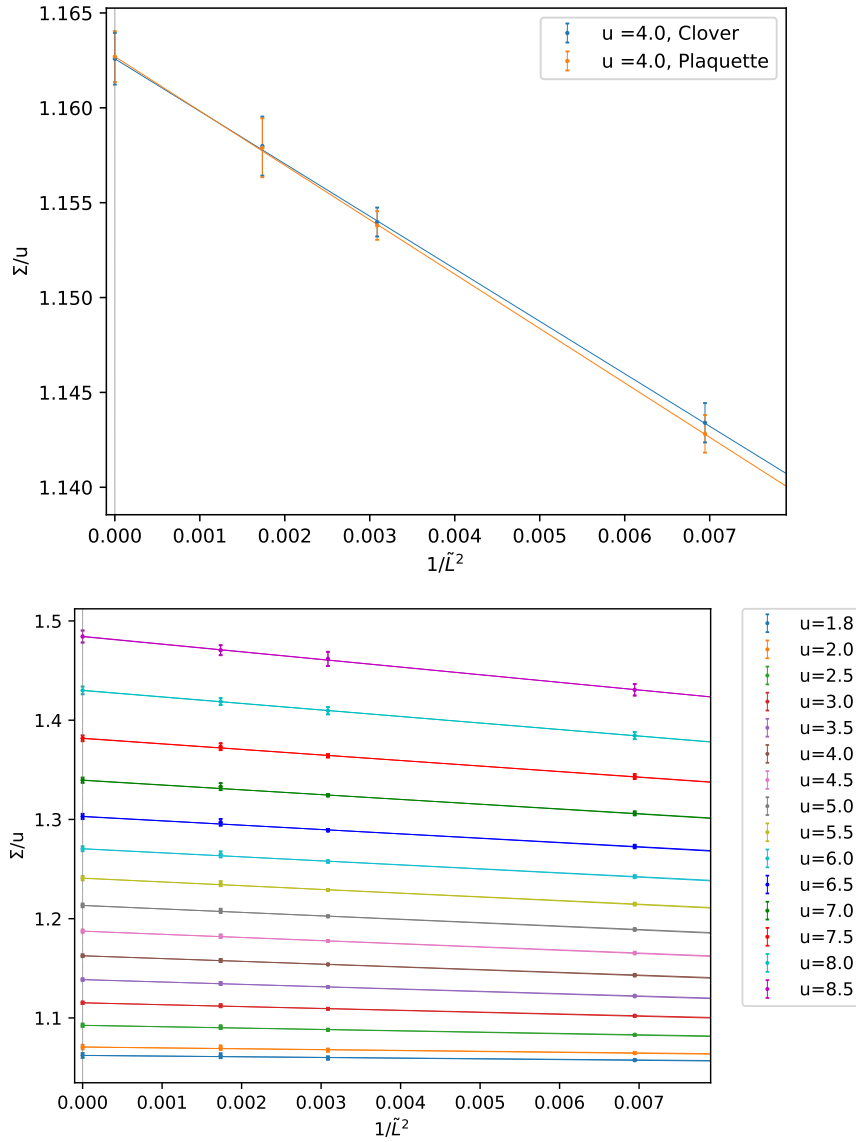 1.165
1.160
1.155
1.150
1.145
1.140
Σ/u
u =4.0, Clover
u =4.0, Plaquette
0.000 0.001 0.002 0.003 0.004 0.005 0.006 0.007
1/L̃²
1.5
1.4
1.3
1.2
1.1
Σ/u
0.000 0.001 0.002 0.003 0.004 0.005 0.006 0.007
1/L̃²
u=1.8
u=2.0
u=2.5
u=3.0
u=3.5
u=4.0
u=4.5
u=5.0
u=5.5
u=6.0
u=6.5
u=7.0
u=7.5
u=8.0
u=8.5